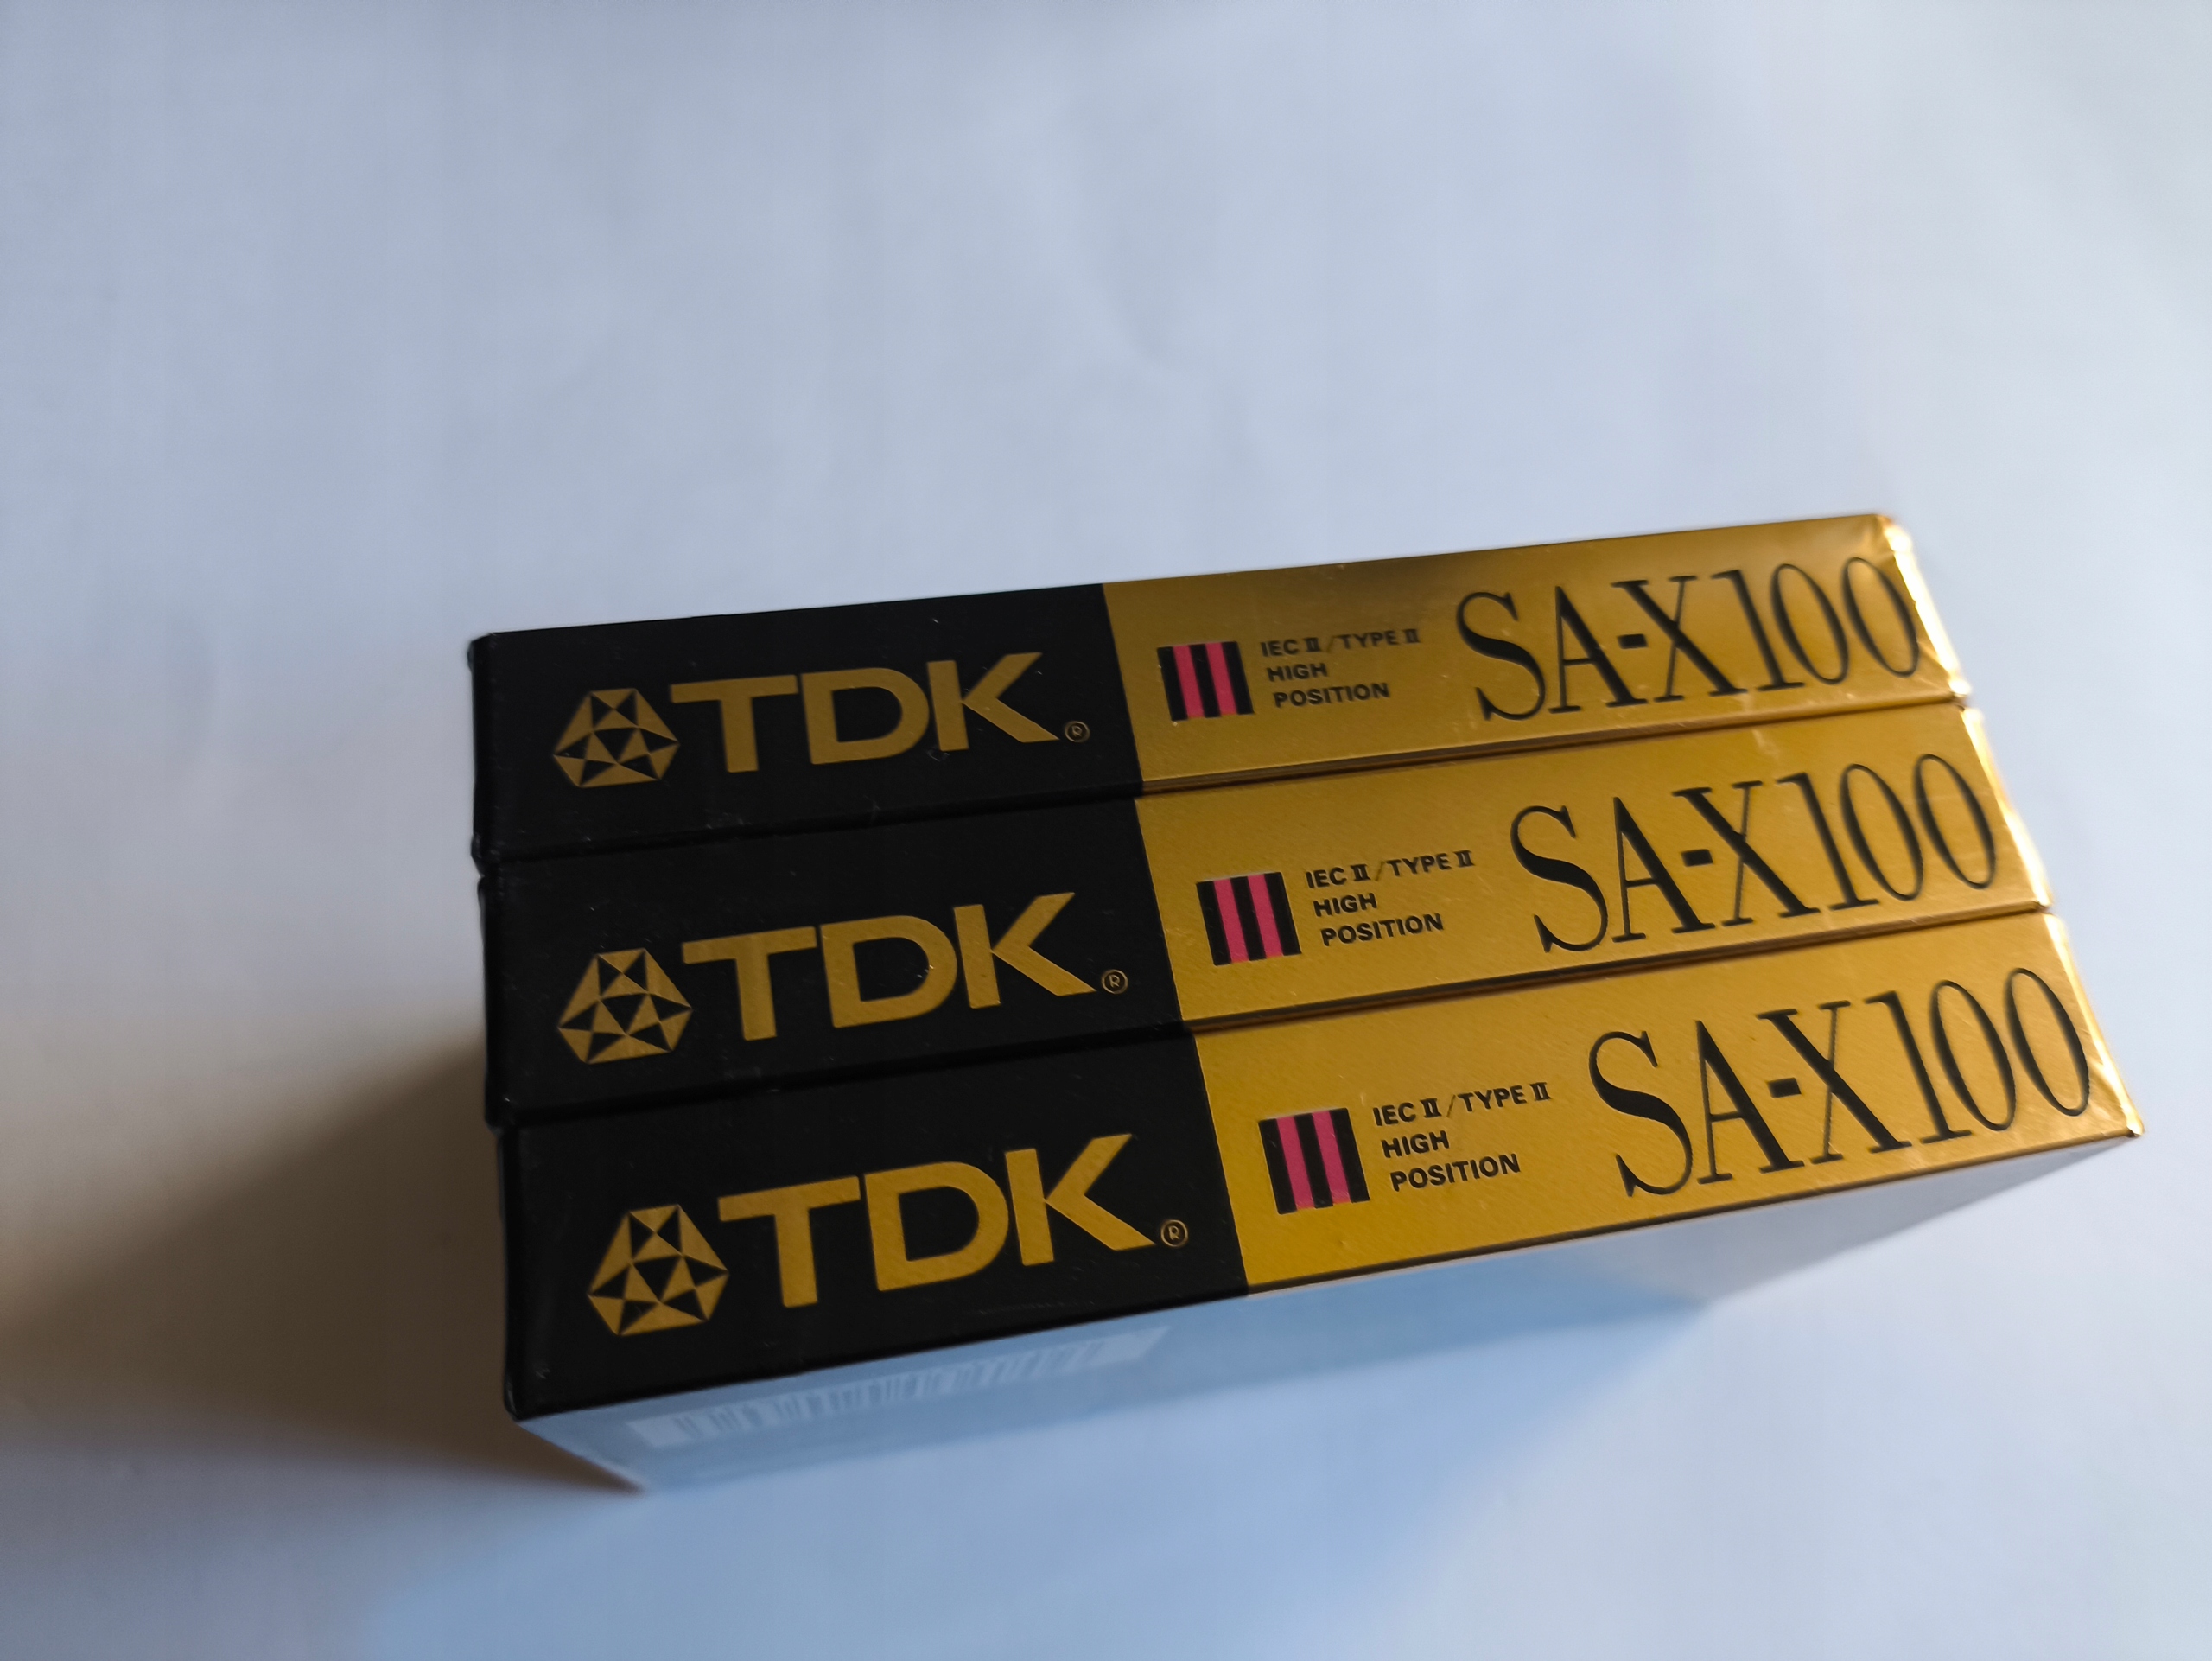 TDK®
IEC II/TYPE II
HIGH
POSITION
SA-X100
TDK®
IEC II/TYPE II
HIGH
POSITION
SA-X100
TDK®
IEC II/TYPE II
HIGH
POSITION
SA-X100